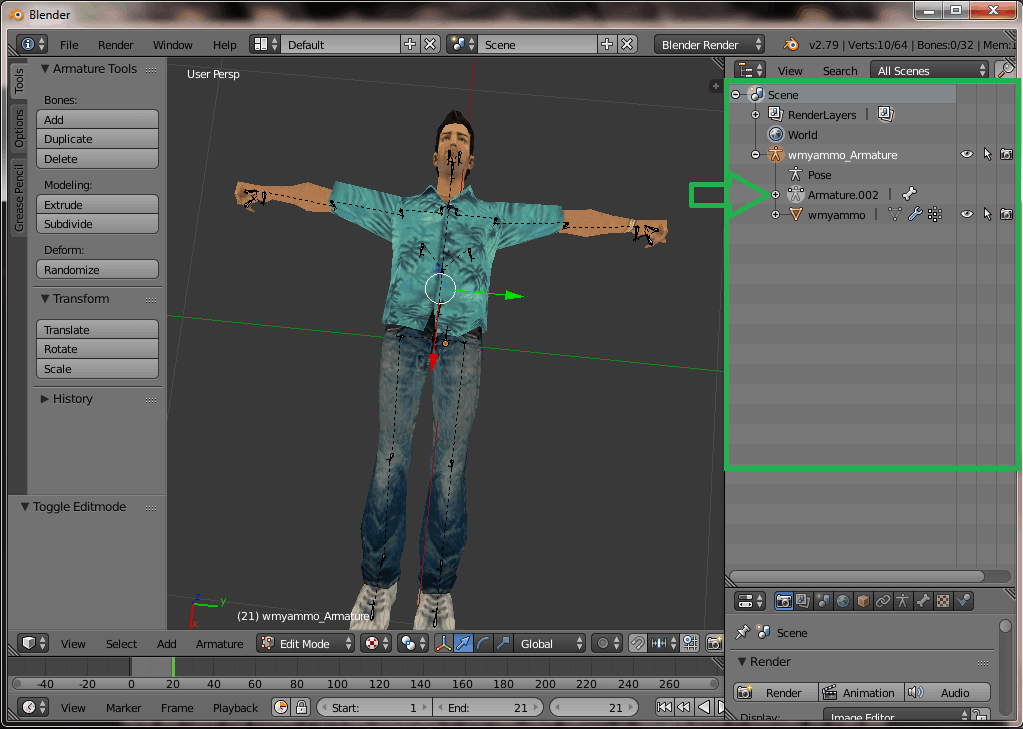 Blender
File Render Window Help Default Scene Blender Render v2.79 | Verts:10/64 | Bones:0/32 | Mem:1
Tools
Options
Grease Pencil
Armature Tools
Bones:
Add
Duplicate
Delete
Modeling:
Extrude
Subdivide
Deform:
Randomize
Transform
Translate
Rotate
Scale
History
Toggle Editmode
User Persp
z
y
x
(21) wmyammo_Armature
View Select Add Armature Edit Mode Global
View Search All Scenes
Scene
RenderLayers |
World
wmyammo_Armature
Pose
Armature.002 |
wmyammo |
Scene
Render
Render Animation Audio
Display: Image Editor
-40 -20 0 20 40 60 80 100 120 140 160 180 200 220 240 260
View Marker Frame Playback Start: 1 End: 21 21